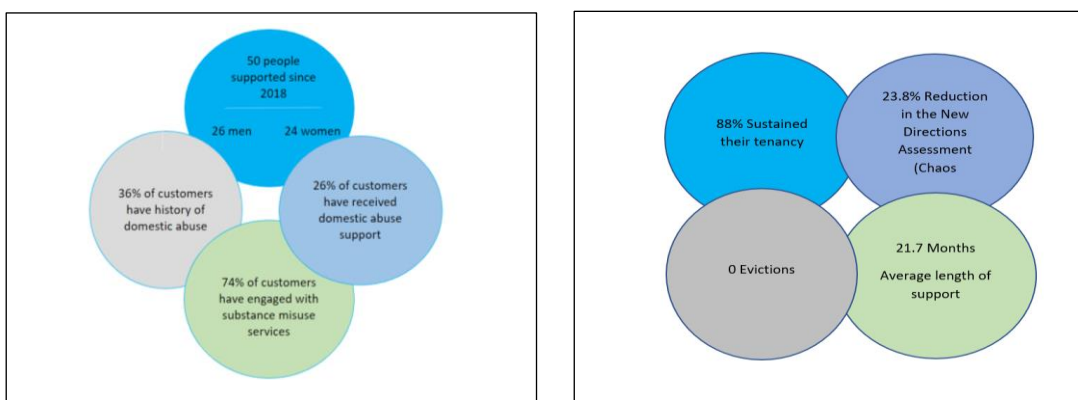 50 people
supported since
2018
26 men 24 women
36% of customers
have history of
domestic abuse
26% of customers
have received
domestic abuse
support
74% of customers
have engaged with
substance misuse
services
88% Sustained
their tenancy
23.8% Reduction
in the New
Directions
Assessment
(Chaos
0 Evictions
21.7 Months
Average length of
support